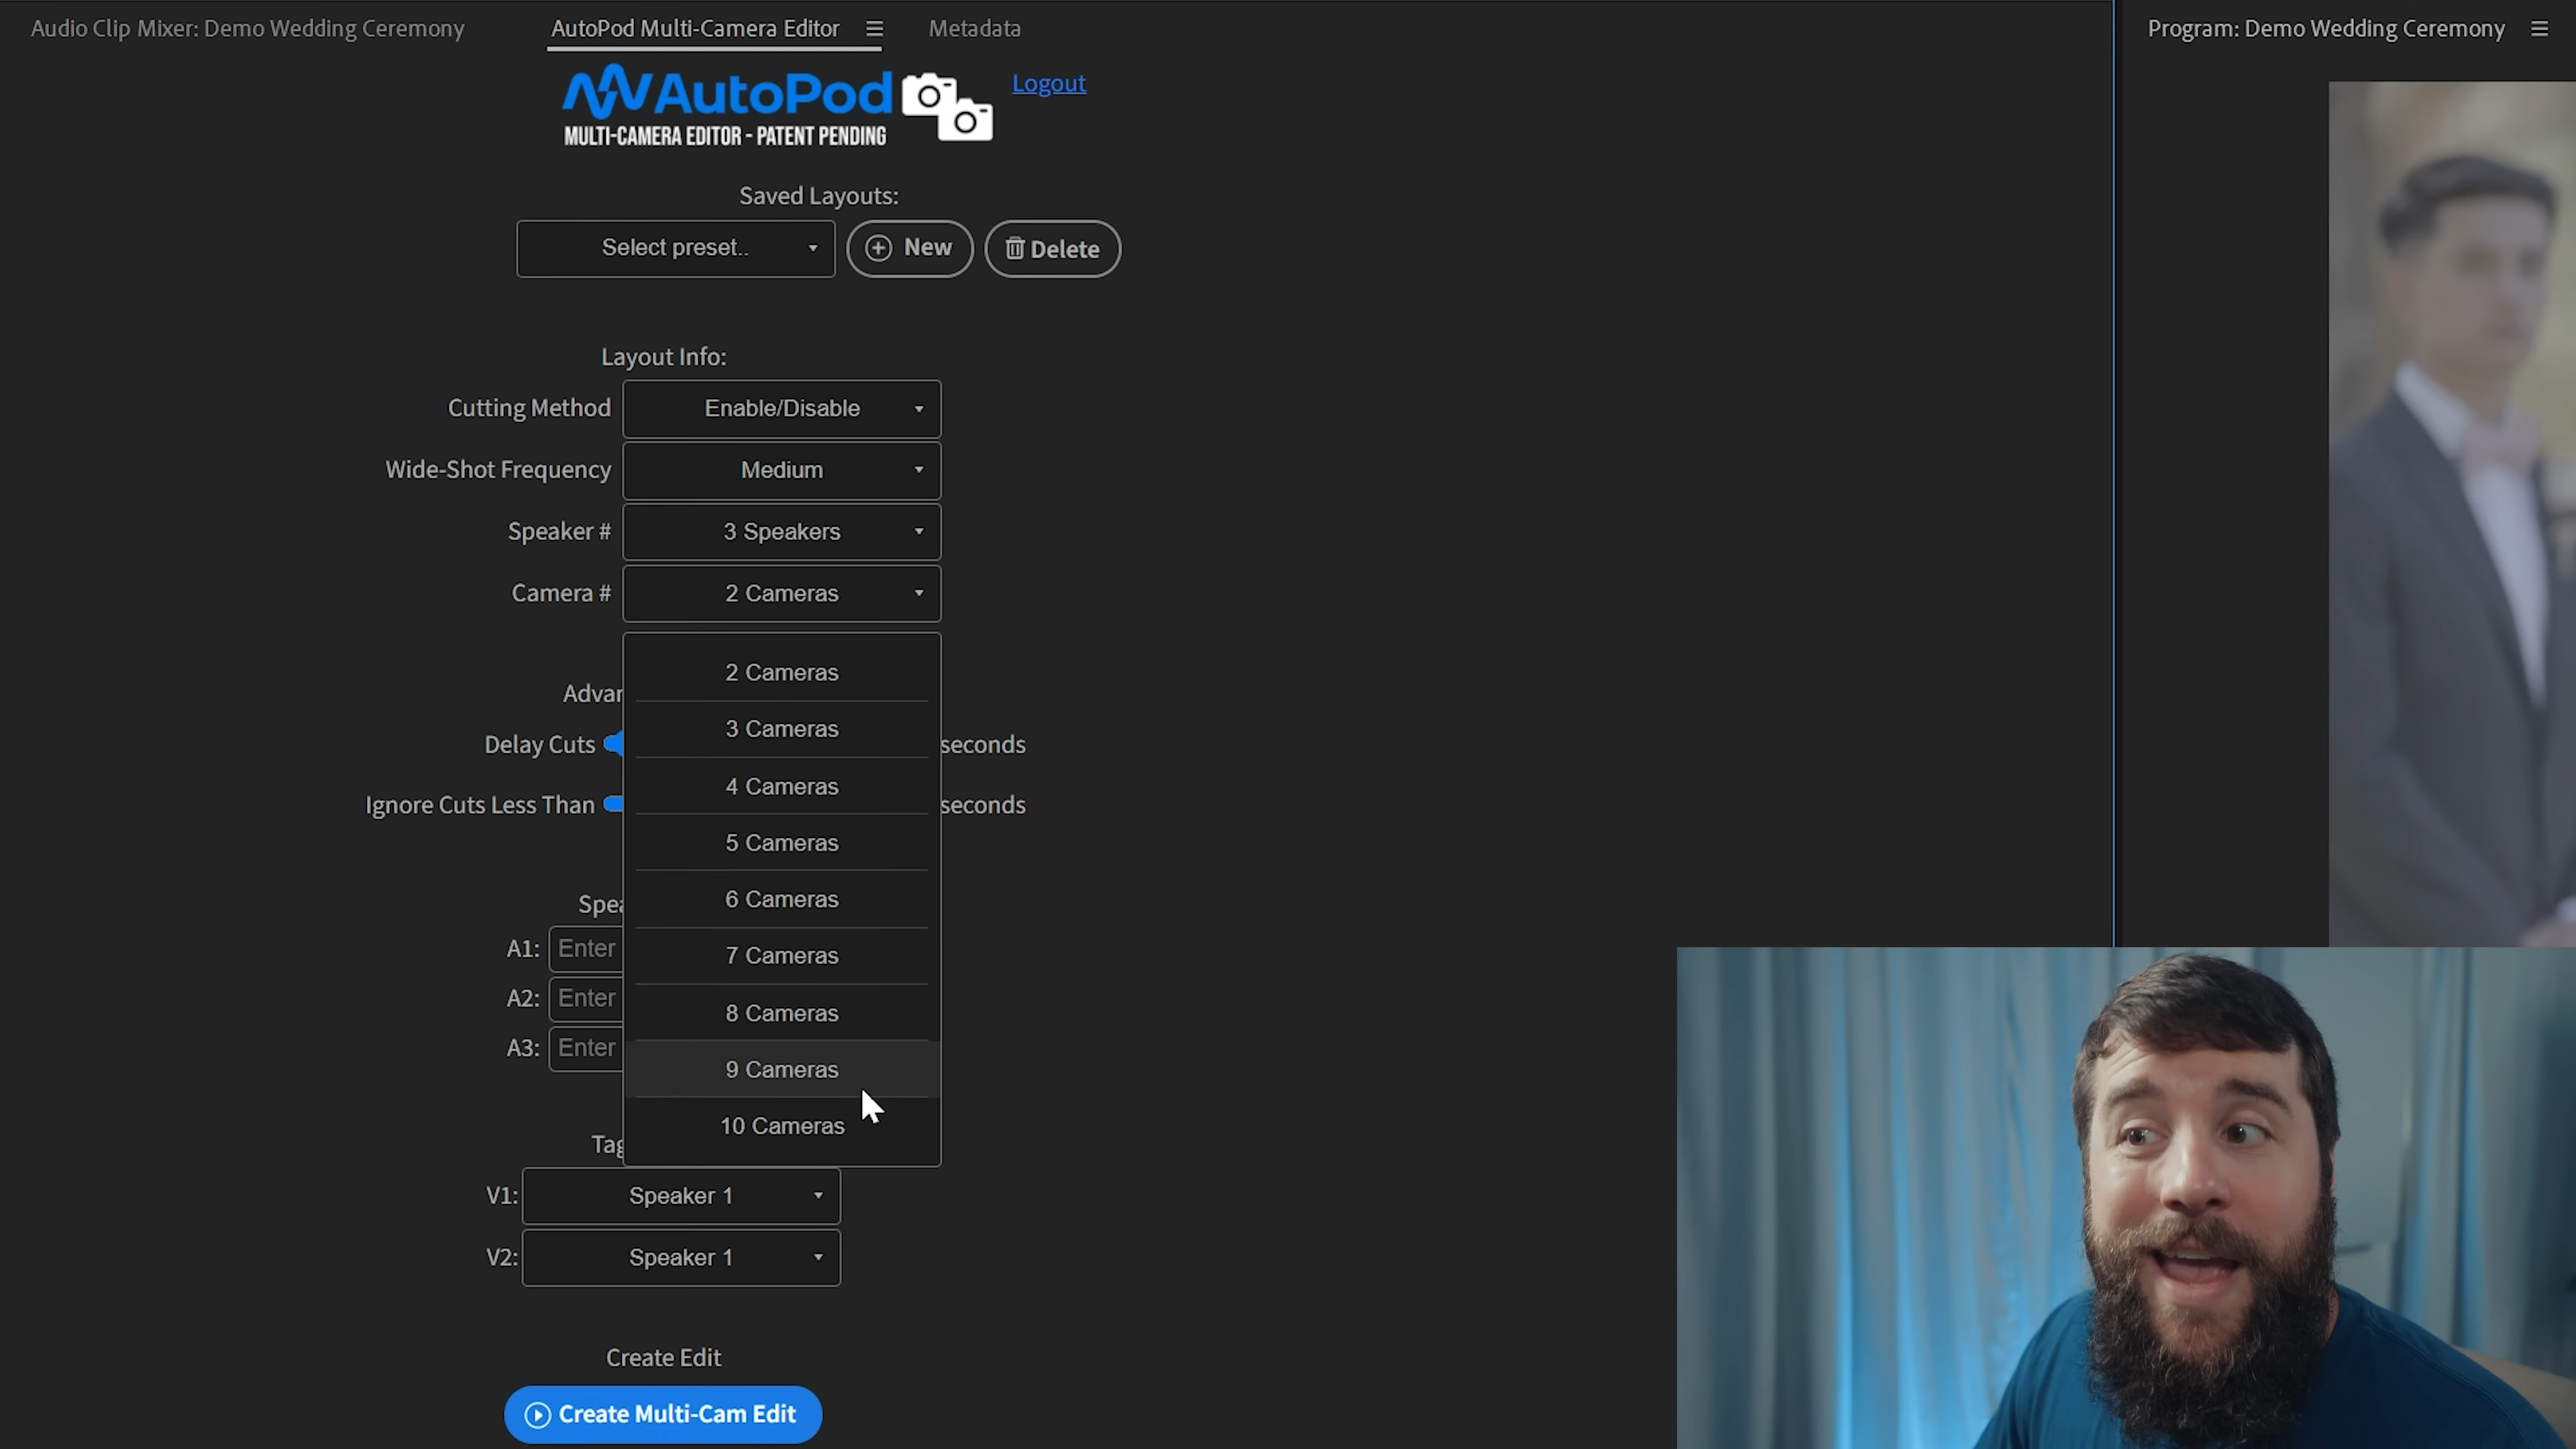 Audio Clip Mixer: Demo Wedding Ceremony
AutoPod Multi-Camera Editor
Metadata
Program: Demo Wedding Ceremony
AutoPod
MULTI-CAMERA EDITOR - PATENT PENDING
Logout
Saved Layouts:
Select preset..
New
Delete
Layout Info:
Cutting Method Enable/Disable
Wide-Shot Frequency Medium
Speaker # 3 Speakers
Camera # 2 Cameras
2 Cameras
Advar
3 Cameras
Delay Cuts seconds
4 Cameras
Ignore Cuts Less Than seconds
5 Cameras
6 Cameras
Spea
A1: Enter
7 Cameras
A2: Enter
8 Cameras
A3: Enter
9 Cameras
10 Cameras
Tag
V1: Speaker 1
V2: Speaker 1
Create Edit
Create Multi-Cam Edit